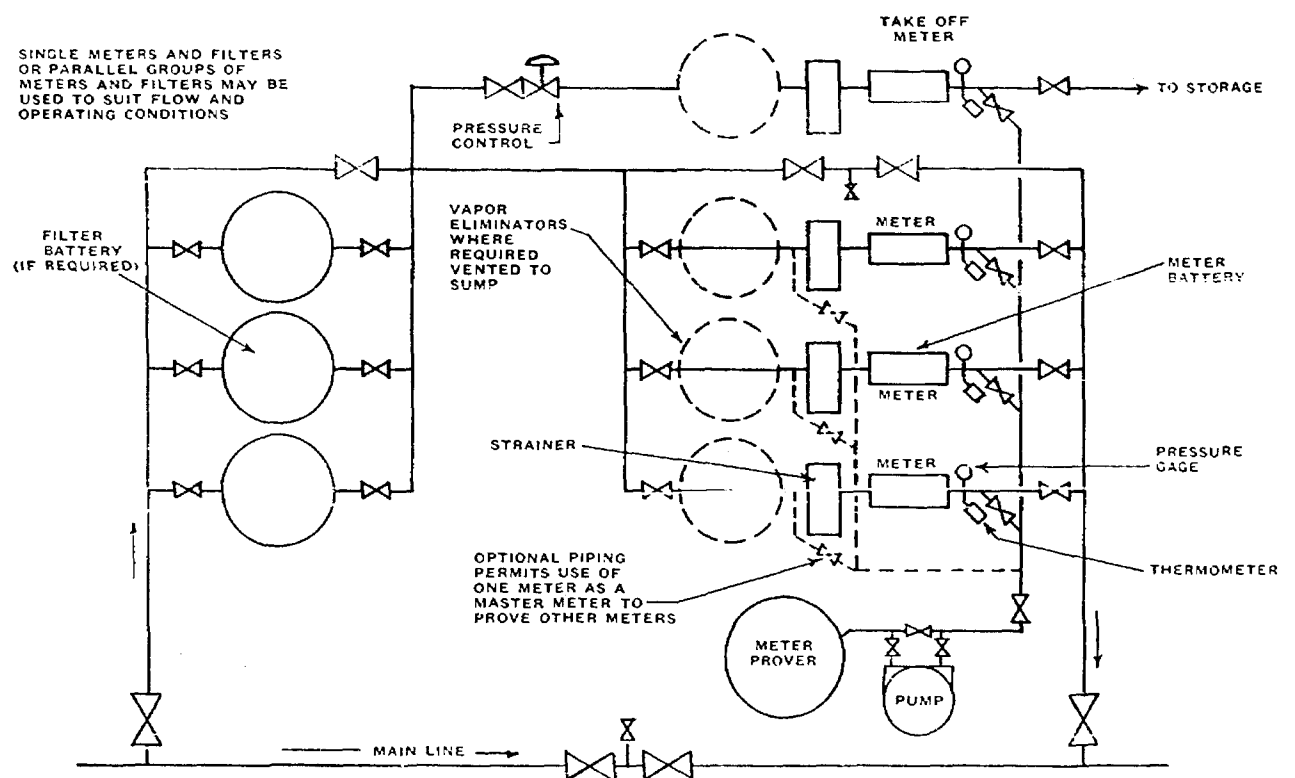 SINGLE METERS AND FILTERS
OR PARALLEL GROUPS OF
METERS AND FILTERS MAY BE
USED TO SUIT FLOW AND
OPERATING CONDITIONS
TAKE OFF
METER
TO STORAGE
PRESSURE
CONTROL
FILTER
BATTERY
(IF REQUIRED)
VAPOR
ELIMINATORS
WHERE
REQUIRED
VENTED TO
SUMP
METER
METER
BATTERY
METER
STRAINER
METER
PRESSURE
GAGE
OPTIONAL PIPING
PERMITS USE OF
ONE METER AS A
MASTER METER TO
PROVE OTHER METERS
THERMOMETER
METER
PROVER
PUMP
MAIN LINE